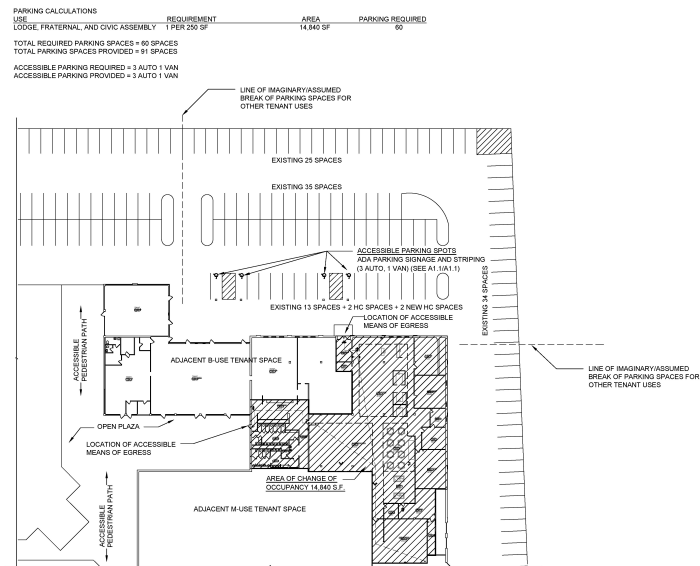 PARKING CALCULATIONS
USE REQUIREMENT AREA PARKING REQUIRED
LODGE, FRATERNAL, AND CIVIC ASSEMBLY 1 PER 250 SF 14,840 SF 60
TOTAL REQUIRED PARKING SPACES = 60 SPACES
TOTAL PARKING SPACES PROVIDED = 91 SPACES
ACCESSIBLE PARKING REQUIRED = 3 AUTO 1 VAN
ACCESSIBLE PARKING PROVIDED = 3 AUTO 1 VAN
LINE OF IMAGINARY/ASSUMED
BREAK OF PARKING SPACES FOR
OTHER TENANT USES
EXISTING 25 SPACES
EXISTING 35 SPACES
ACCESSIBLE PARKING SPOTS
ADA PARKING SIGNAGE AND STRIPING
(3 AUTO, 1 VAN) (SEE A1.1/A1.1)
EXISTING 34 SPACES
EXISTING 13 SPACES + 2 HC SPACES + 2 NEW HC SPACES
LOCATION OF ACCESSIBLE
MEANS OF EGRESS
ACCESSIBLE
PEDESTRIAN PATH
ADJACENT B-USE TENANT SPACE
LINE OF IMAGINARY/ASSUMED
BREAK OF PARKING SPACES FOR
OTHER TENANT USES
OPEN PLAZA
LOCATION OF ACCESSIBLE
MEANS OF EGRESS
AREA OF CHANGE OF
OCCUPANCY 14,840 S.F.
ACCESSIBLE
PEDESTRIAN PATH
ADJACENT M-USE TENANT SPACE